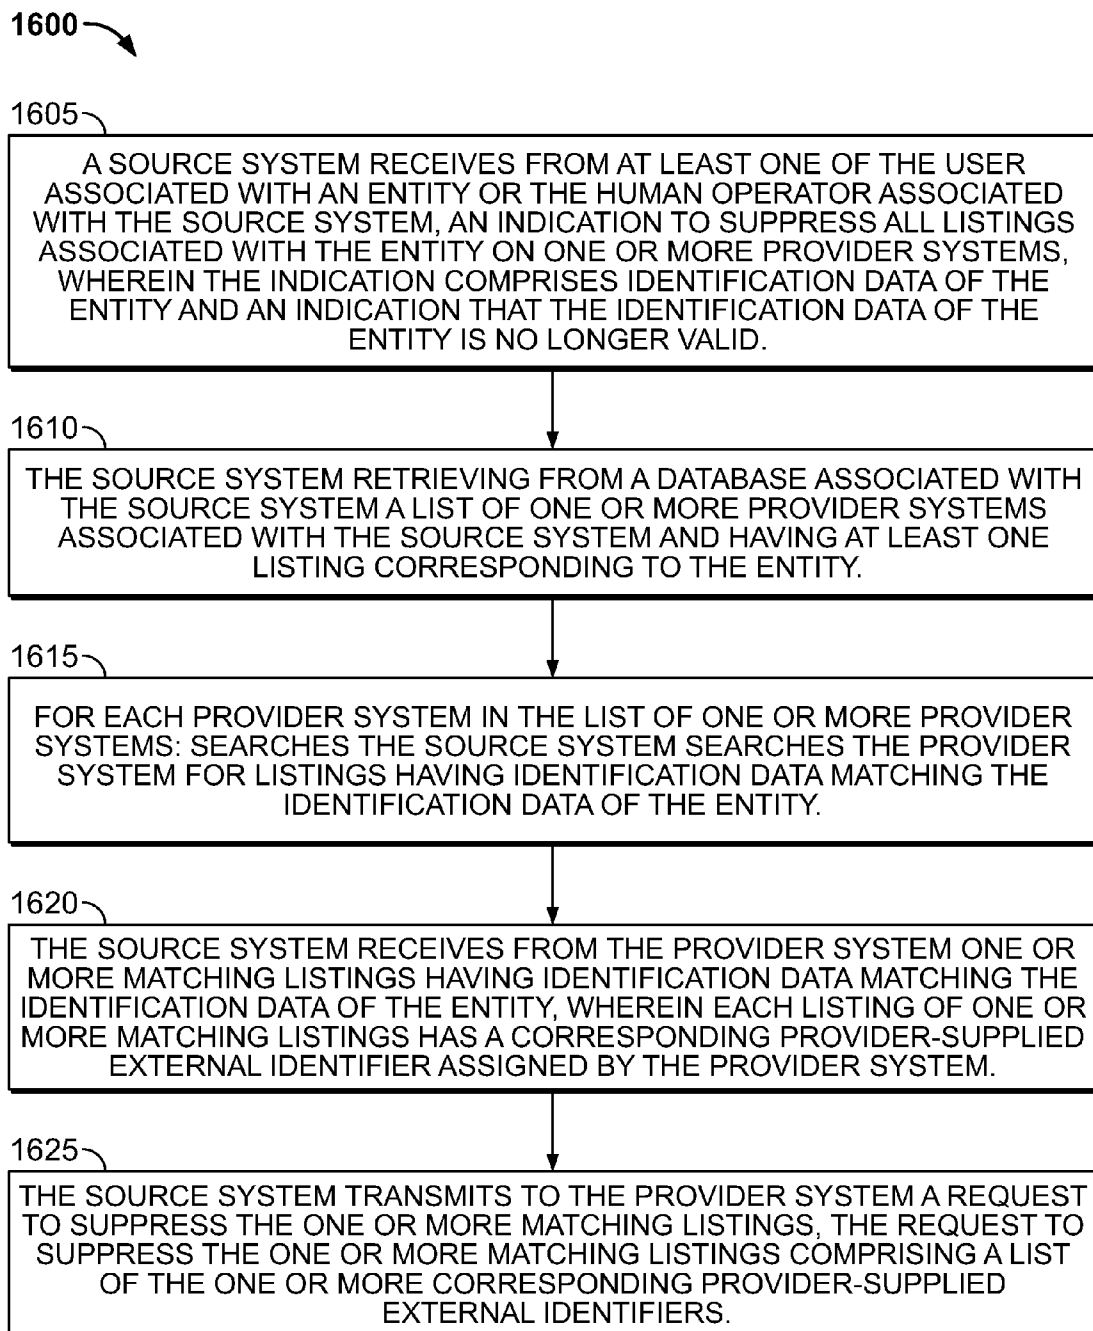 1600
1605
A SOURCE SYSTEM RECEIVES FROM AT LEAST ONE OF THE USER
ASSOCIATED WITH AN ENTITY OR THE HUMAN OPERATOR ASSOCIATED
WITH THE SOURCE SYSTEM, AN INDICATION TO SUPPRESS ALL LISTINGS
ASSOCIATED WITH THE ENTITY ON ONE OR MORE PROVIDER SYSTEMS,
WHEREIN THE INDICATION COMPRISES IDENTIFICATION DATA OF THE
ENTITY AND AN INDICATION THAT THE IDENTIFICATION DATA OF THE
ENTITY IS NO LONGER VALID.
1610
THE SOURCE SYSTEM RETRIEVING FROM A DATABASE ASSOCIATED WITH
THE SOURCE SYSTEM A LIST OF ONE OR MORE PROVIDER SYSTEMS
ASSOCIATED WITH THE SOURCE SYSTEM AND HAVING AT LEAST ONE
LISTING CORRESPONDING TO THE ENTITY.
1615
FOR EACH PROVIDER SYSTEM IN THE LIST OF ONE OR MORE PROVIDER
SYSTEMS: SEARCHES THE SOURCE SYSTEM SEARCHES THE PROVIDER
SYSTEM FOR LISTINGS HAVING IDENTIFICATION DATA MATCHING THE
IDENTIFICATION DATA OF THE ENTITY.
1620
THE SOURCE SYSTEM RECEIVES FROM THE PROVIDER SYSTEM ONE OR
MORE MATCHING LISTINGS HAVING IDENTIFICATION DATA MATCHING THE
IDENTIFICATION DATA OF THE ENTITY, WHEREIN EACH LISTING OF ONE OR
MORE MATCHING LISTINGS HAS A CORRESPONDING PROVIDER-SUPPLIED
EXTERNAL IDENTIFIER ASSIGNED BY THE PROVIDER SYSTEM.
1625
THE SOURCE SYSTEM TRANSMITS TO THE PROVIDER SYSTEM A REQUEST
TO SUPPRESS THE ONE OR MORE MATCHING LISTINGS, THE REQUEST TO
SUPPRESS THE ONE OR MORE MATCHING LISTINGS COMPRISING A LIST
OF THE ONE OR MORE CORRESPONDING PROVIDER-SUPPLIED
EXTERNAL IDENTIFIERS.